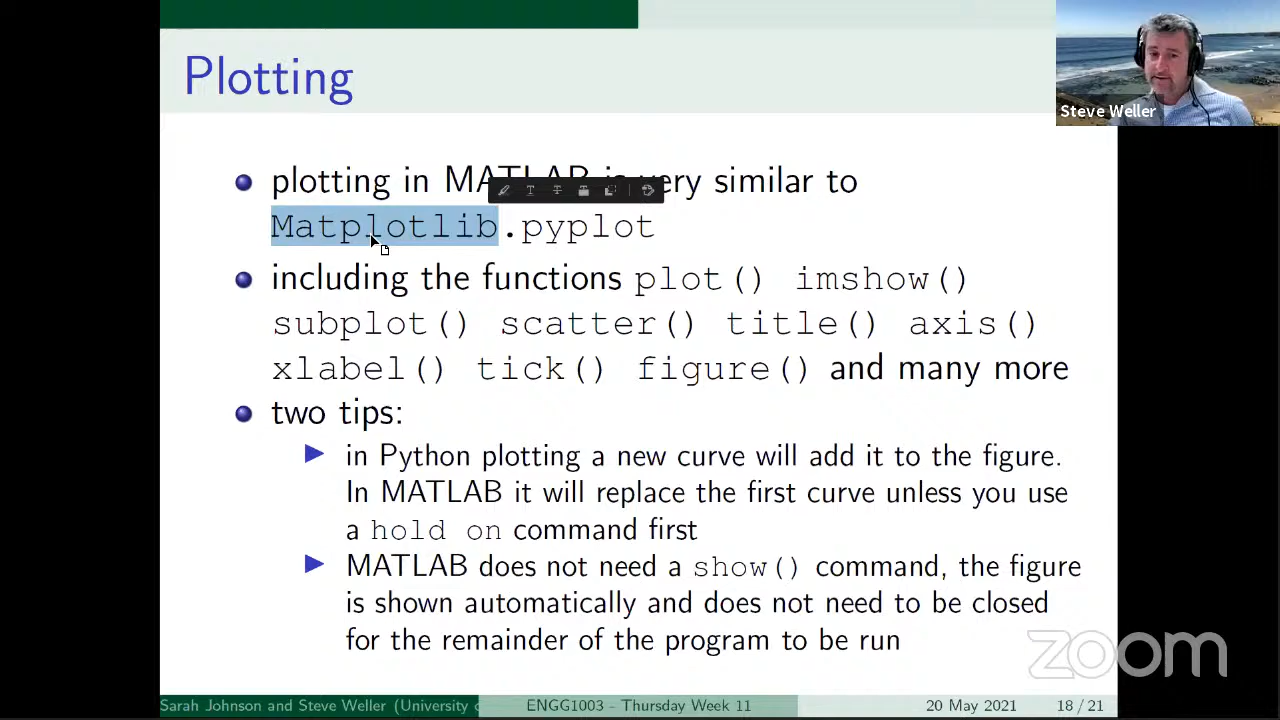 Plotting
Steve Weller
plotting in MATLAB is very similar to
Matplotlib.pyplot
including the functions plot() imshow()
subplot() scatter() title() axis()
xlabel() tick() figure() and many more
two tips:
in Python plotting a new curve will add it to the figure.
In MATLAB it will replace the first curve unless you use
a hold on command first
MATLAB does not need a show() command, the figure
is shown automatically and does not need to be closed
for the remainder of the program to be run
zoom
Sarah Johnson and Steve Weller (University
ENGG1003 - Thursday Week 11
20 May 2021
18 / 21